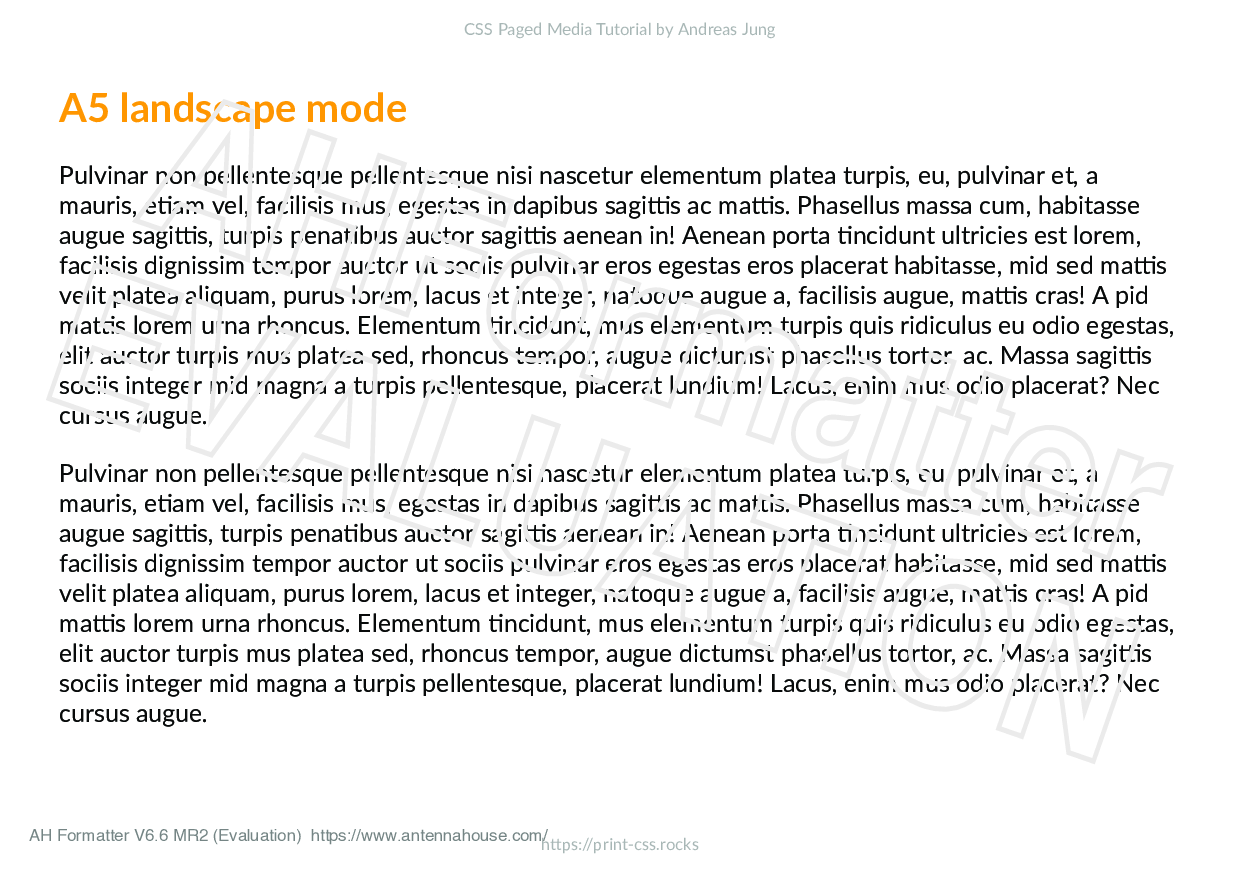 CSS Paged Media Tutorial by Andreas Jung
A5 landscape mode
Pulvinar non pellentesque pellentesque nisi nascetur elementum platea turpis, eu, pulvinar et, a
mauris, etiam vel, facilisis mus, egestas in dapibus sagittis ac mattis. Phasellus massa cum, habitasse
augue sagittis, turpis penatibus auctor sagittis aenean in! Aenean porta tincidunt ultricies est lorem,
facilisis dignissim tempor auctor ut sociis pulvinar eros egestas eros placerat habitasse, mid sed mattis
velit platea aliquam, purus lorem, lacus et integer, natoque augue a, facilisis augue, mattis cras! A pid
mattis lorem urna rhoncus. Elementum tincidunt, mus elementum turpis quis ridiculus eu odio egestas,
elit auctor turpis mus platea sed, rhoncus tempor, augue dictumst phasellus tortor, ac. Massa sagittis
sociis integer mid magna a turpis pellentesque, placerat lundium! Lacus, enim mus odio placerat? Nec
cursus augue.
Pulvinar non pellentesque pellentesque nisi nascetur elementum platea turpis, eu, pulvinar et, a
mauris, etiam vel, facilisis mus, egestas in dapibus sagittis ac mattis. Phasellus massa cum, habitasse
augue sagittis, turpis penatibus auctor sagittis aenean in! Aenean porta tincidunt ultricies est lorem,
facilisis dignissim tempor auctor ut sociis pulvinar eros egestas eros placerat habitasse, mid sed mattis
velit platea aliquam, purus lorem, lacus et integer, natoque augue a, facilisis augue, mattis cras! A pid
mattis lorem urna rhoncus. Elementum tincidunt, mus elementum turpis quis ridiculus eu odio egestas,
elit auctor turpis mus platea sed, rhoncus tempor, augue dictumst phasellus tortor, ac. Massa sagittis
sociis integer mid magna a turpis pellentesque, placerat lundium! Lacus, enim mus odio placerat? Nec
cursus augue.
AHFormatter
EVALUATION
AH Formatter V6.6 MR2 (Evaluation) https://www.antennahouse.com/
https://print-css.rocks